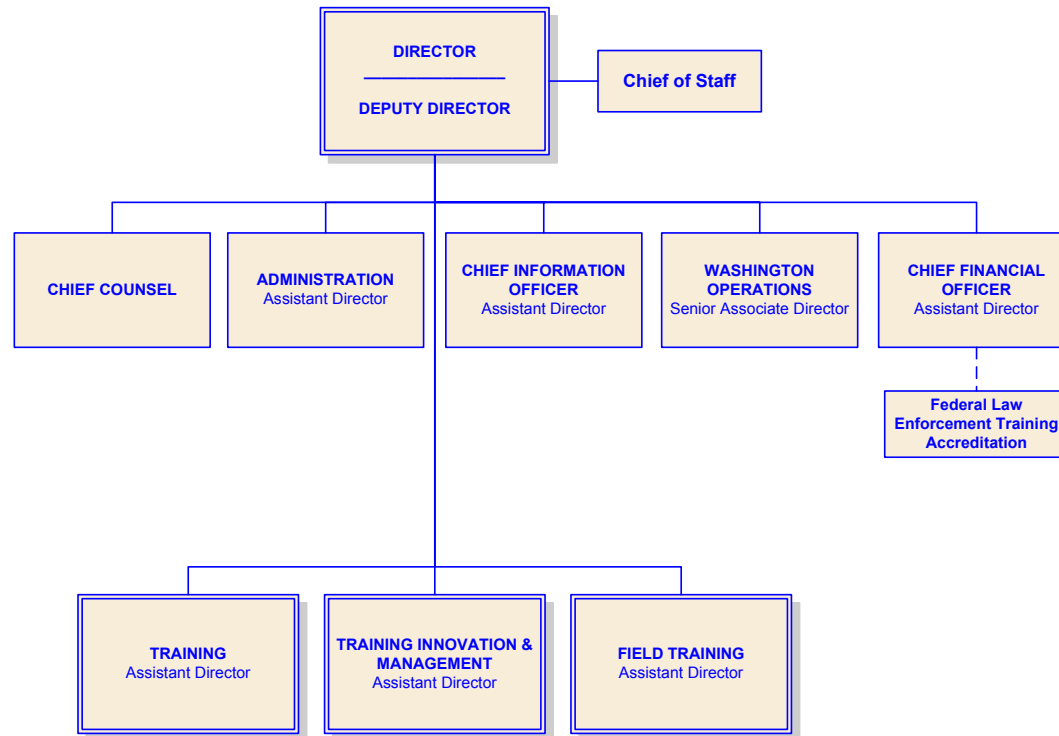 DIRECTOR
DEPUTY DIRECTOR
Chief of Staff
CHIEF COUNSEL
ADMINISTRATION
Assistant Director
CHIEF INFORMATION
OFFICER
Assistant Director
WASHINGTON
OPERATIONS
Senior Associate Director
CHIEF FINANCIAL
OFFICER
Assistant Director
Federal Law
Enforcement Training
Accreditation
TRAINING
Assistant Director
TRAINING INNOVATION &
MANAGEMENT
Assistant Director
FIELD TRAINING
Assistant Director